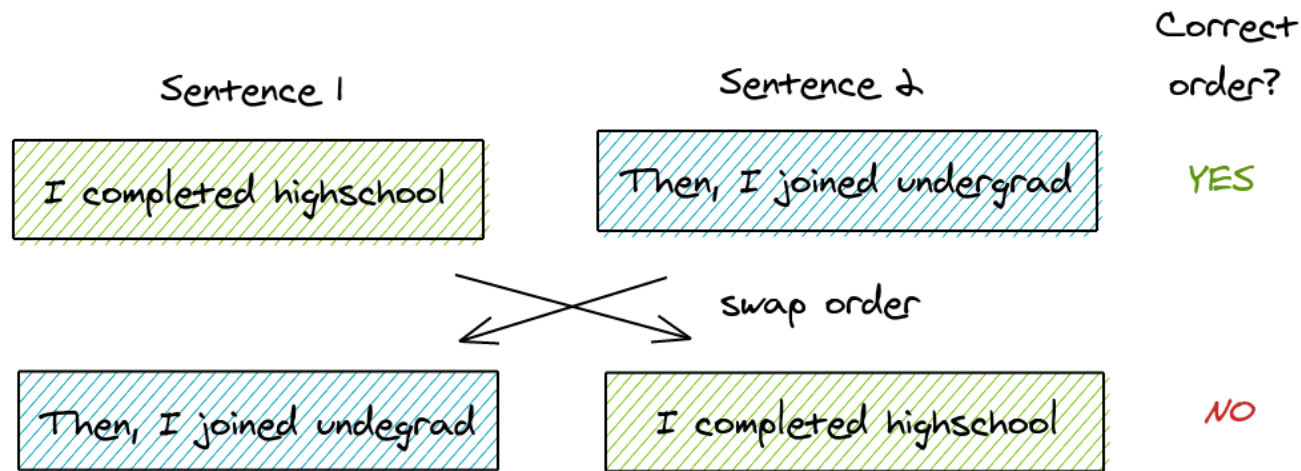 Correct
order?
Sentence 1
Sentence 2
I completed highschool
Then, I joined undergrad
YES
swap order
Then, I joined undegrad
I completed highschool
NO